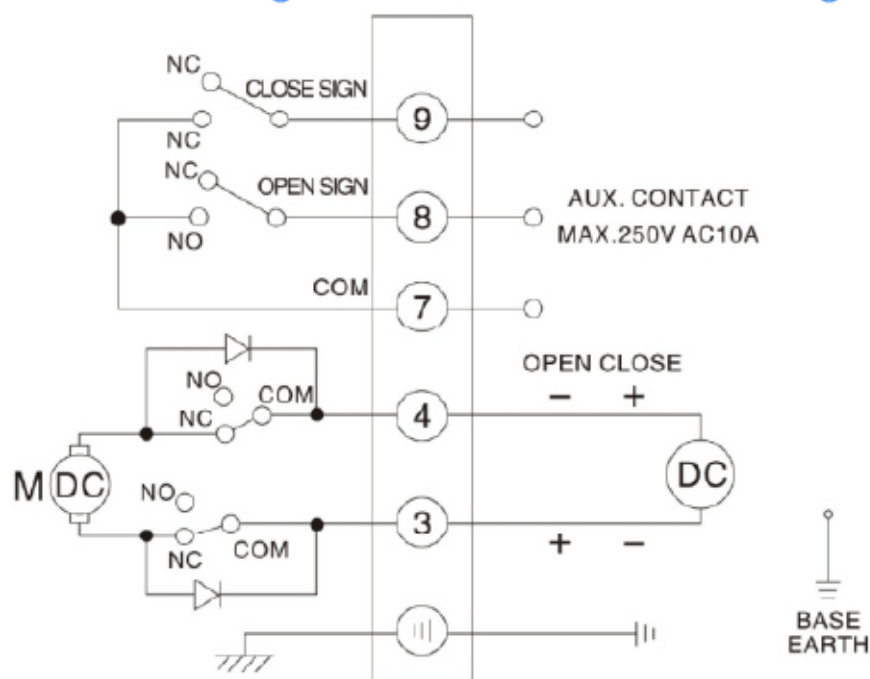 NC
CLOSE SIGN
9
NC
NC
OPEN SIGN
8
AUX. CONTACT
NO
MAX.250V AC10A
COM
7
OPEN CLOSE
NO
COM
− +
NC
4
M
DC
DC
NO
3
NC
COM
+ −
BASE
EARTH